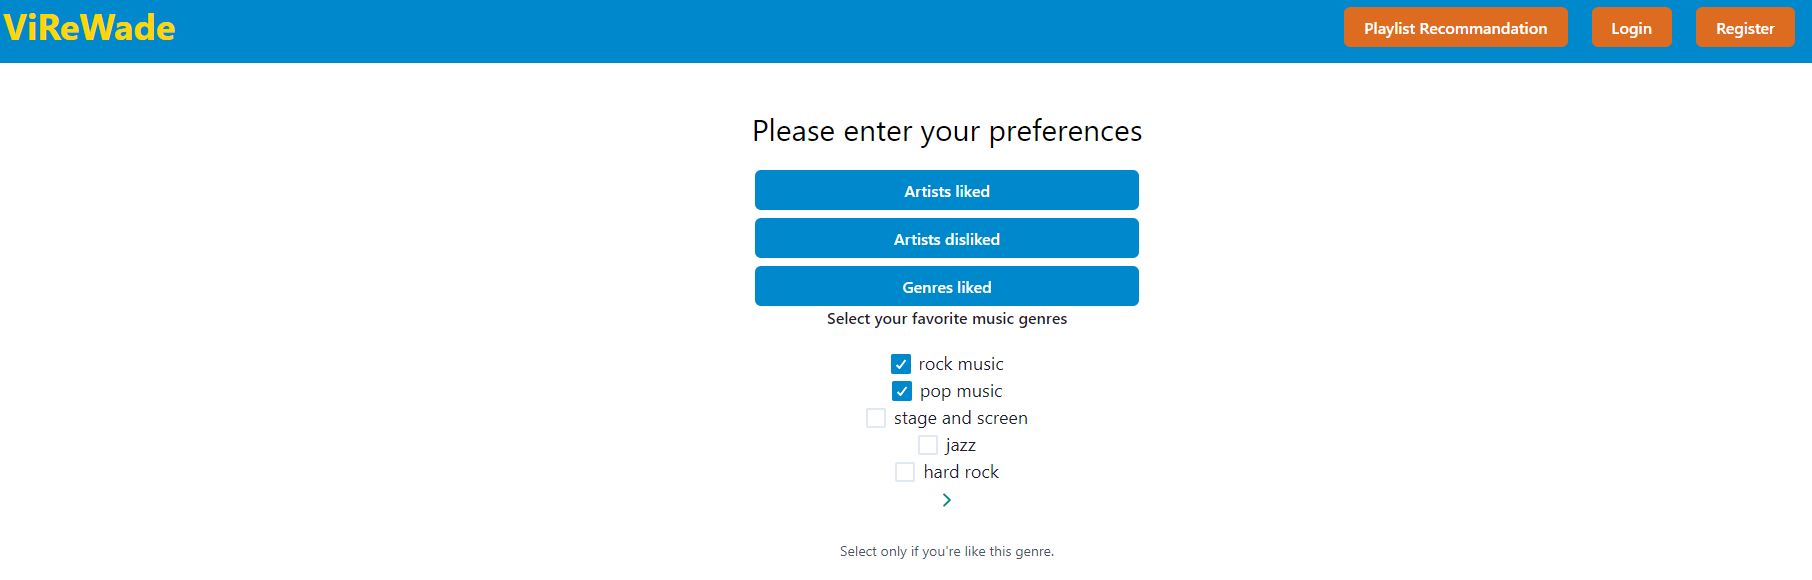 ViReWade
Playlist Recommandation
Login
Register
Please enter your preferences
Artists liked
Artists disliked
Genres liked
Select your favorite music genres
rock music
pop music
stage and screen
jazz
hard rock
Select only if you're like this genre.